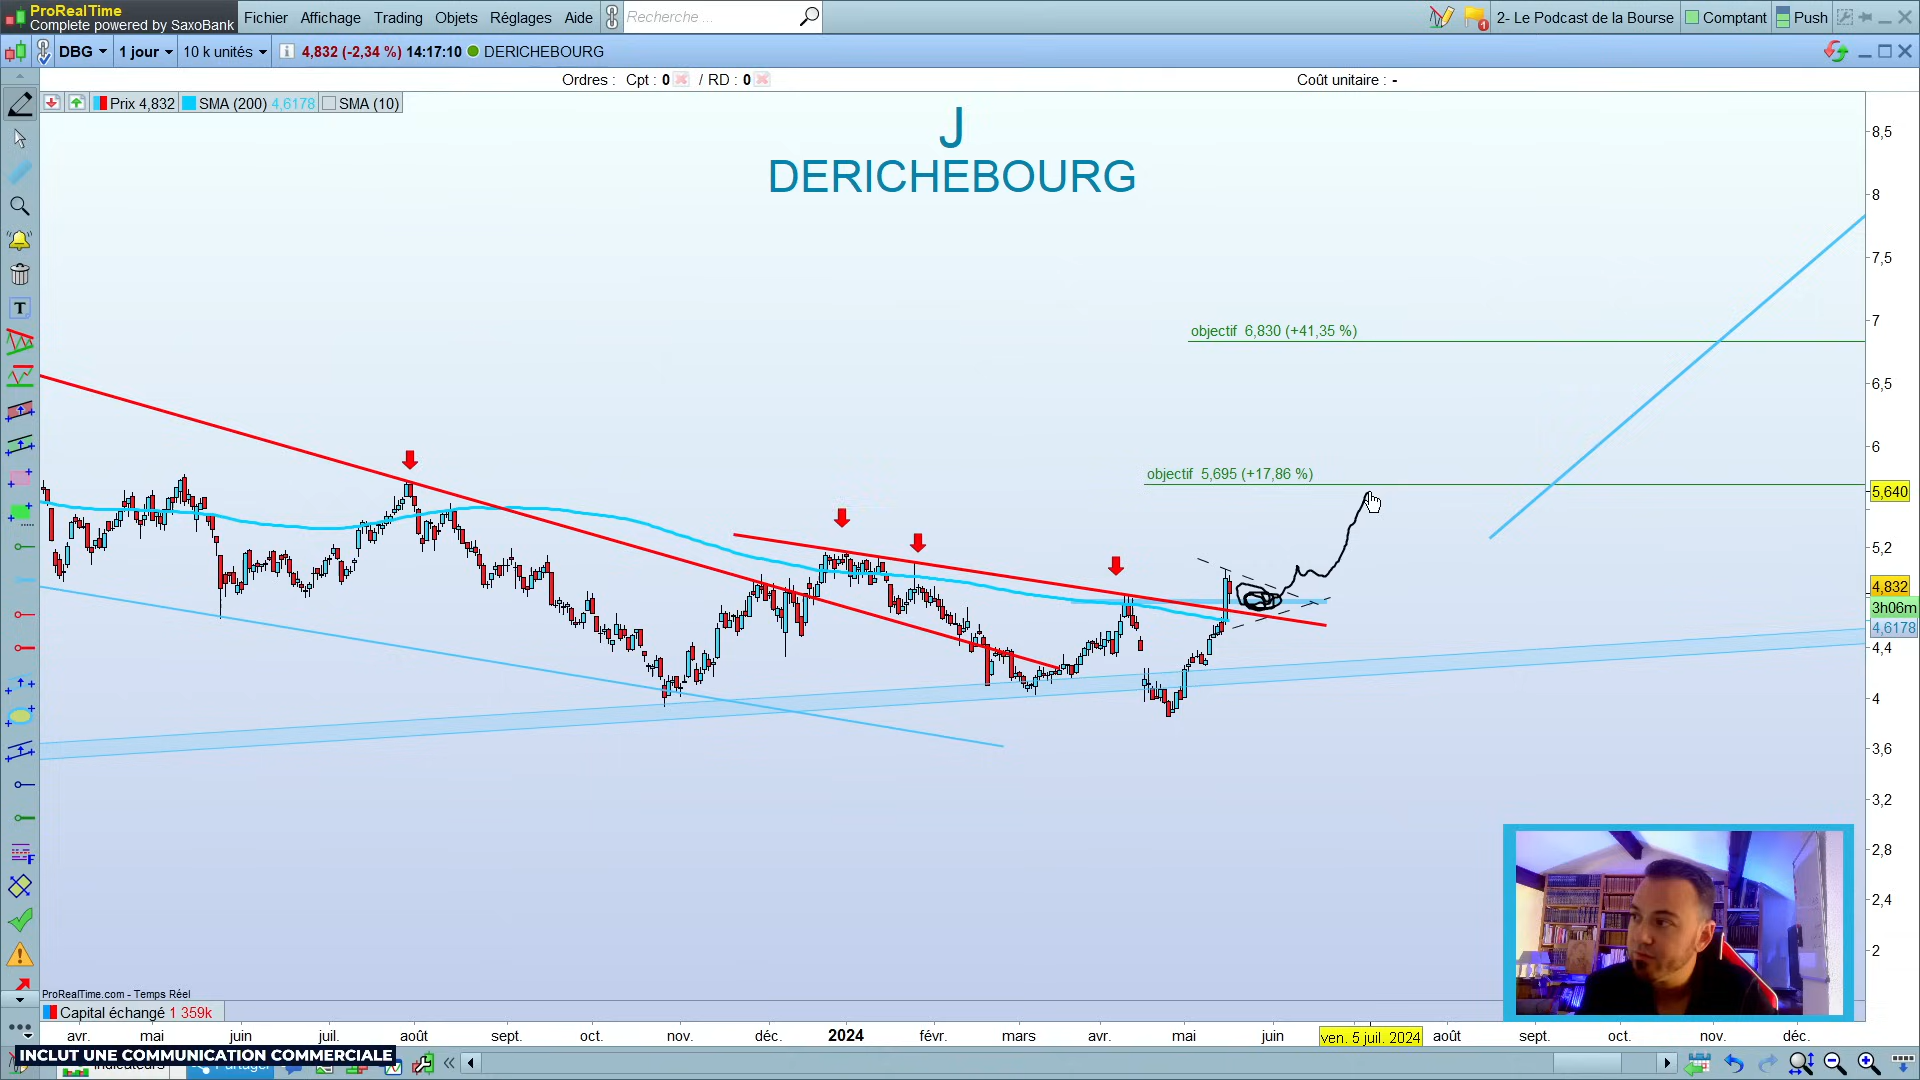 ProRealTime
Complete powered by SaxoBank
Fichier Affichage Trading Objets Réglages Aide
Recherche ...
1
2- Le Podcast de la Bourse
Comptant
Push
DBG
1 jour
10 k unités
4,832 (-2,34 %) 14:17:10
DERICHEBOURG
Ordres : Cpt : 0 / RD : 0
Coût unitaire : -
Prix 4,832
SMA (200) 4,6178
SMA (10)
J
DERICHEBOURG
8,5
8
7,5
7
6,5
6
5,640
5,2
4,832
3h06m
4,6178
4,4
4
3,6
3,2
2,8
2,4
2
objectif 6,830 (+41,35 %)
objectif 5,695 (+17,86 %)
T
F
ProRealTime.com - Temps Réel
Capital échangé 1 359k
avr. mai juin juil. août sept. oct. nov. déc. 2024 févr. mars avr. mai juin ven. 5 juil. 2024 août sept. oct. nov. déc.
INCLUT UNE COMMUNICATION COMMERCIALE